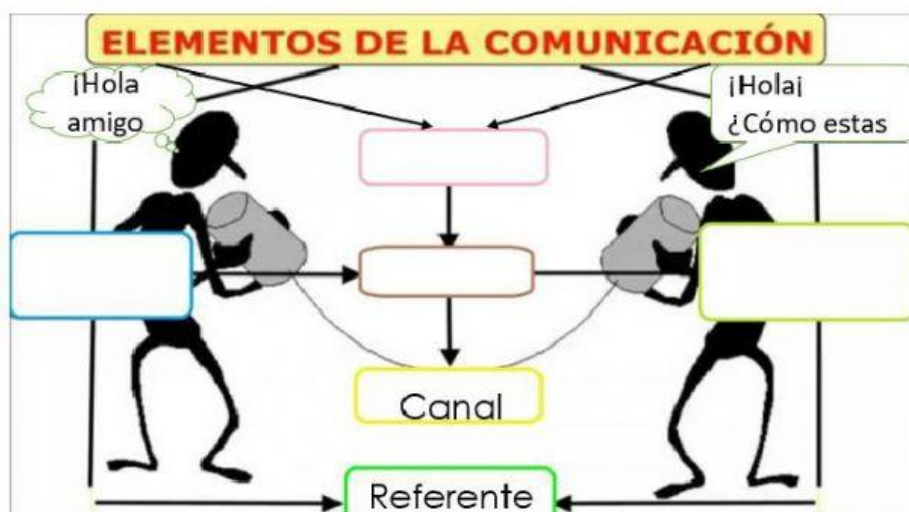 ELEMENTOS DE LA COMUNICACIÓN
¡Hola
amigo
¡Hola¡
¿Cómo estas
Canal
Referente